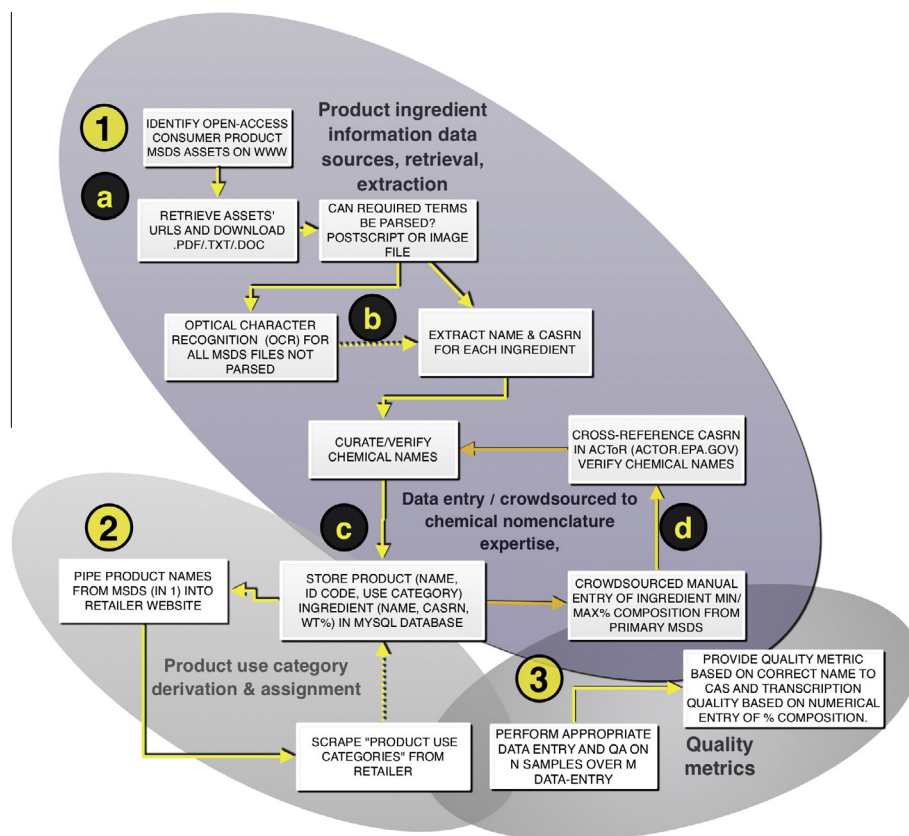 1
IDENTIFY OPEN-ACCESS
CONSUMER PRODUCT
MSDS ASSETS ON WWW
Product ingredient
information data
sources, retrieval,
extraction
a
RETRIEVE ASSETS'
URLS AND DOWNLOAD
.PDF/.TXT/.DOC
CAN REQUIRED TERMS
BE PARSED?
POSTSCRIPT OR IMAGE
FILE
OPTICAL CHARACTER
RECOGNITION (OCR) FOR
ALL MSDS FILES NOT
PARSED
b
EXTRACT NAME & CASRN
FOR EACH INGREDIENT
CURATE/VERIFY
CHEMICAL NAMES
CROSS-REFERENCE CASRN
IN ACToR (ACTOR.EPA.GOV)
VERIFY CHEMICAL NAMES
Data entry / crowdsourced to
chemical nomenclature
expertise,
c
d
2
PIPE PRODUCT NAMES
FROM MSDS (IN 1) INTO
RETAILER WEBSITE
STORE PRODUCT (NAME,
ID CODE, USE CATEGORY)
INGREDIENT (NAME, CASRN,
WT%) IN MYSQL DATABASE
CROWDSOURCED MANUAL
ENTRY OF INGREDIENT MIN/
MAX% COMPOSITION FROM
PRIMARY MSDS
Product use category
derivation & assignment
3
PROVIDE QUALITY METRIC
BASED ON CORRECT NAME TO
CAS AND TRANSCRIPTION
QUALITY BASED ON NUMERICAL
ENTRY OF % COMPOSITION.
SCRAPE "PRODUCT USE
CATEGORIES" FROM
RETAILER
PERFORM APPROPRIATE
DATA ENTRY AND QA ON
N SAMPLES OVER M
DATA-ENTRY
Quality
metrics